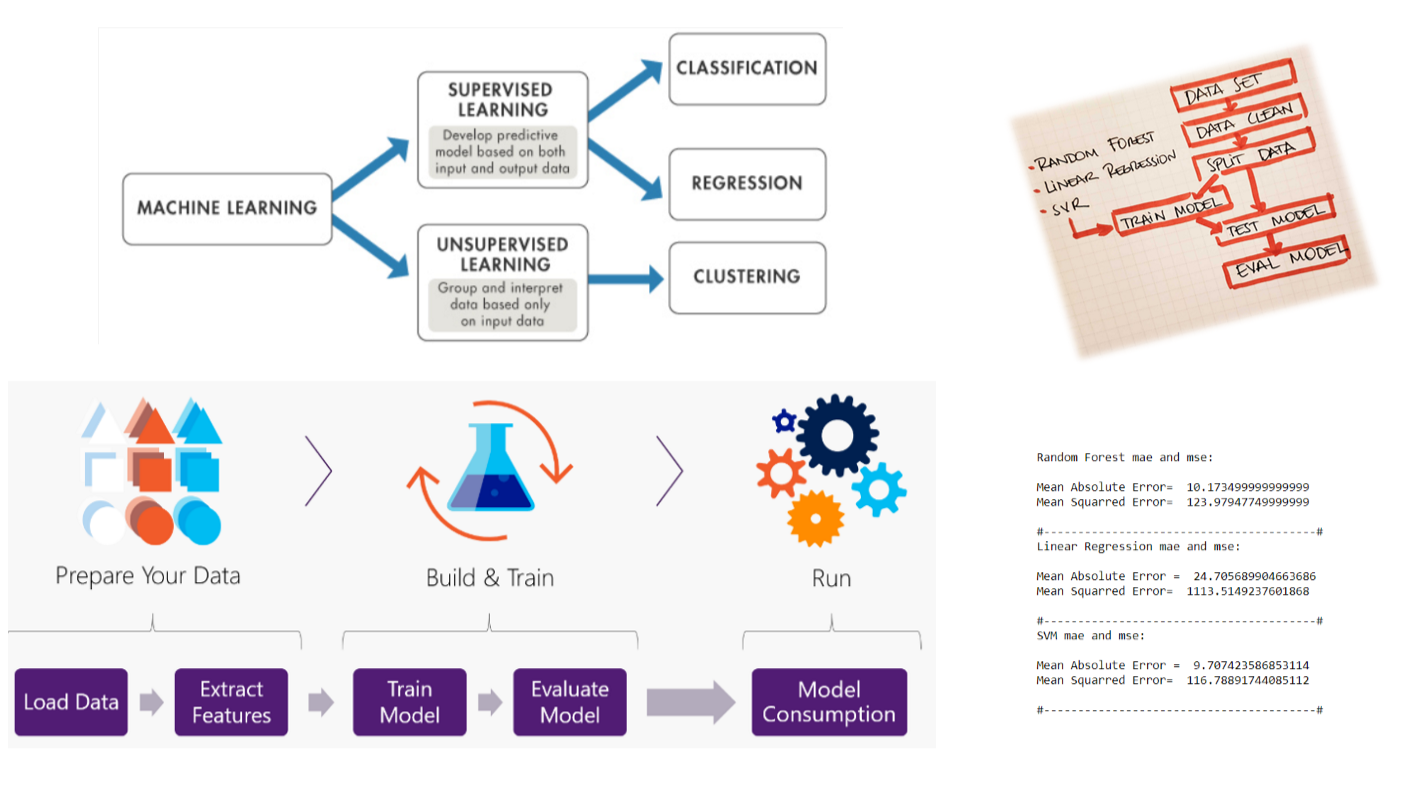 MACHINE LEARNING
SUPERVISED
LEARNING
Develop predictive
model based on both
input and output data
UNSUPERVISED
LEARNING
Group and interpret
data based only
on input data
CLASSIFICATION
REGRESSION
CLUSTERING
DATA SET
DATA CLEAN
SPLIT DATA
• RANDOM FOREST
• LINEAR REGRESSION
• SVR
TRAIN MODEL
TEST MODEL
EVAL MODEL
Prepare Your Data
Build & Train
Run
Load Data
Extract
Features
Train
Model
Evaluate
Model
Model
Consumption
Random Forest mae and mse:
Mean Absolute Error=  10.173499999999999
Mean Squarred Error=  123.97947749999999
#----------------------------------------#
Linear Regression mae and mse:
Mean Absolute Error =  24.705689904663686
Mean Squarred Error=  1113.5149237601868
#----------------------------------------#
SVM mae and mse:
Mean Absolute Error =  9.707423586853114
Mean Squarred Error=  116.78891744085112
#----------------------------------------#